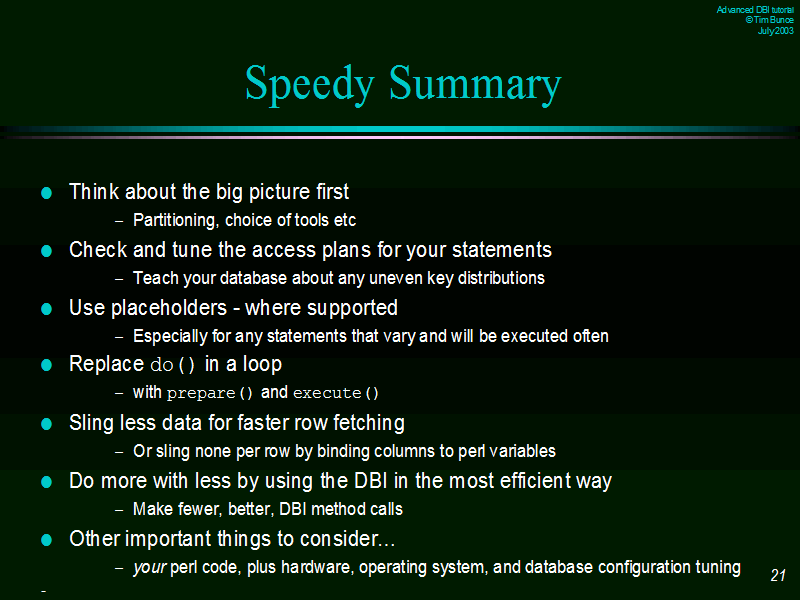 Advanced DBI tutorial
© Tim Bunce
July 2003
Speedy Summary
Think about the big picture first
– Partitioning, choice of tools etc
Check and tune the access plans for your statements
– Teach your database about any uneven key distributions
Use placeholders - where supported
– Especially for any statements that vary and will be executed often
Replace do() in a loop
– with prepare() and execute()
Sling less data for faster row fetching
– Or sling none per row by binding columns to perl variables
Do more with less by using the DBI in the most efficient way
– Make fewer, better, DBI method calls
Other important things to consider...
– your perl code, plus hardware, operating system, and database configuration tuning
21
-